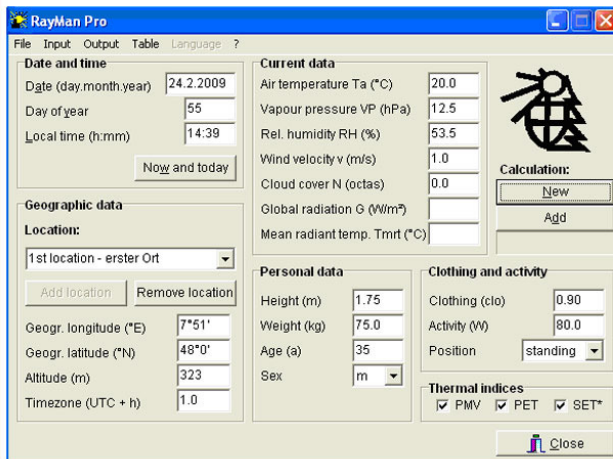 RayMan Pro
File Input Output Table Language ?
Date and time
Date (day.month.year) 24.2.2009
Day of year 55
Local time (h:mm) 14:39
Now and today
Geographic data
Location:
1st location - erster Ort
Add location Remove location
Geogr. longitude (°E) 7°51'
Geogr. latitude (°N) 48°0'
Altitude (m) 323
Timezone (UTC + h) 1.0
Current data
Air temperature Ta (°C) 20.0
Vapour pressure VP (hPa) 12.5
Rel. humidity RH (%) 53.5
Wind velocity v (m/s) 1.0
Cloud cover N (octas) 0.0
Global radiation G (W/m²)
Mean radiant temp. Tmrt (°C)
Calculation:
New
Add
Personal data
Height (m) 1.75
Weight (kg) 75.0
Age (a) 35
Sex m
Clothing and activity
Clothing (clo) 0.90
Activity (W) 80.0
Position standing
Thermal indices
PMV PET SET*
Close